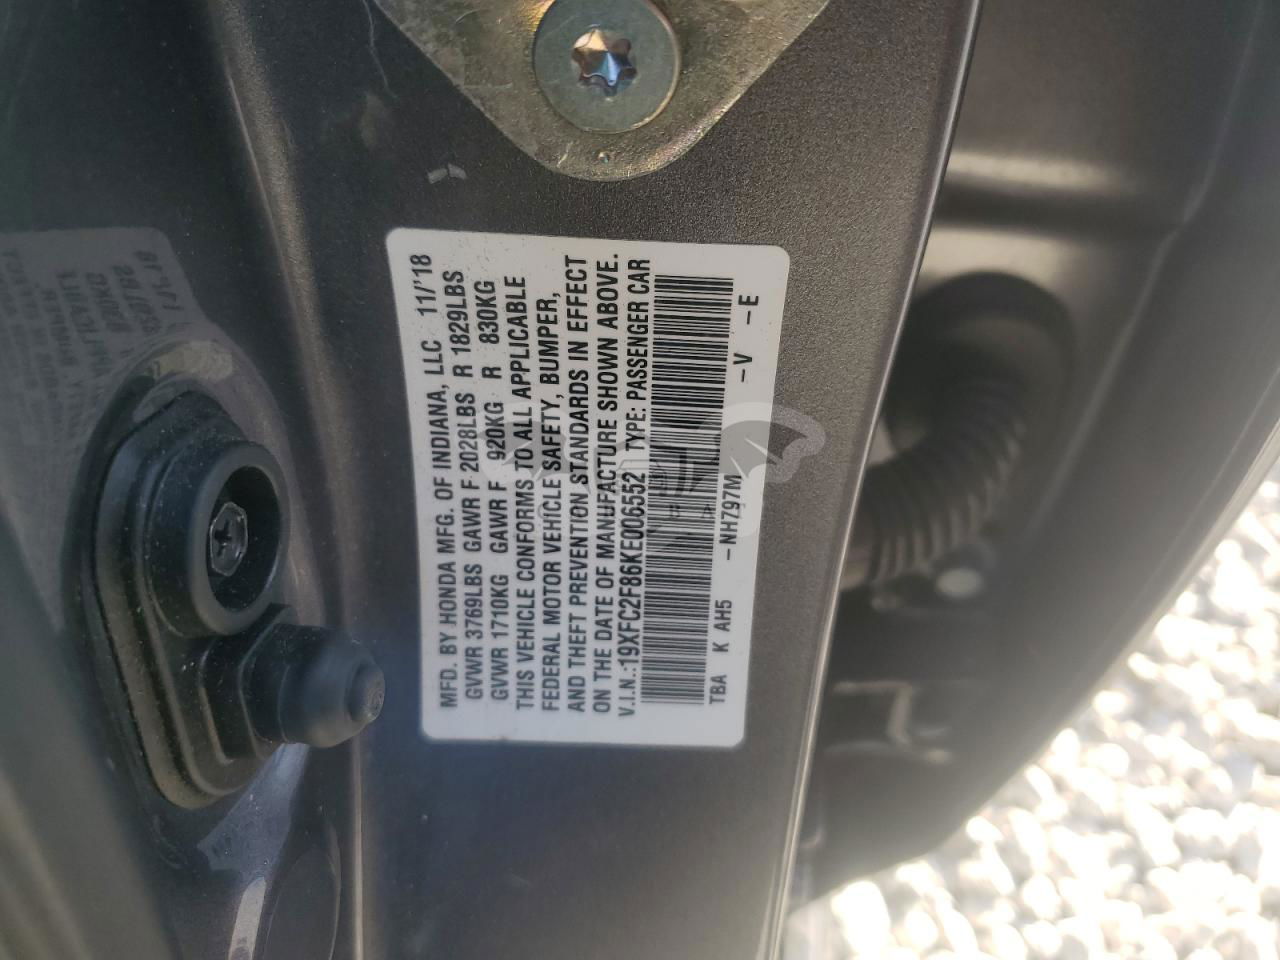 MFD. BY HONDA MFG. OF INDIANA, LLC 11/'18
GVWR 3769LBS GAWR F 2028LBS R 1829LBS
GVWR 1710KG GAWR F 920KG R 830KG
THIS VEHICLE CONFORMS TO ALL APPLICABLE
FEDERAL MOTOR VEHICLE SAFETY, BUMPER,
AND THEFT PREVENTION STANDARDS IN EFFECT
ON THE DATE OF MANUFACTURE SHOWN ABOVE.
V.I.N.:19XFC2F86KE006552 TYPE: PASSENGER CAR
TBA K AH5 -NH797M -V -E